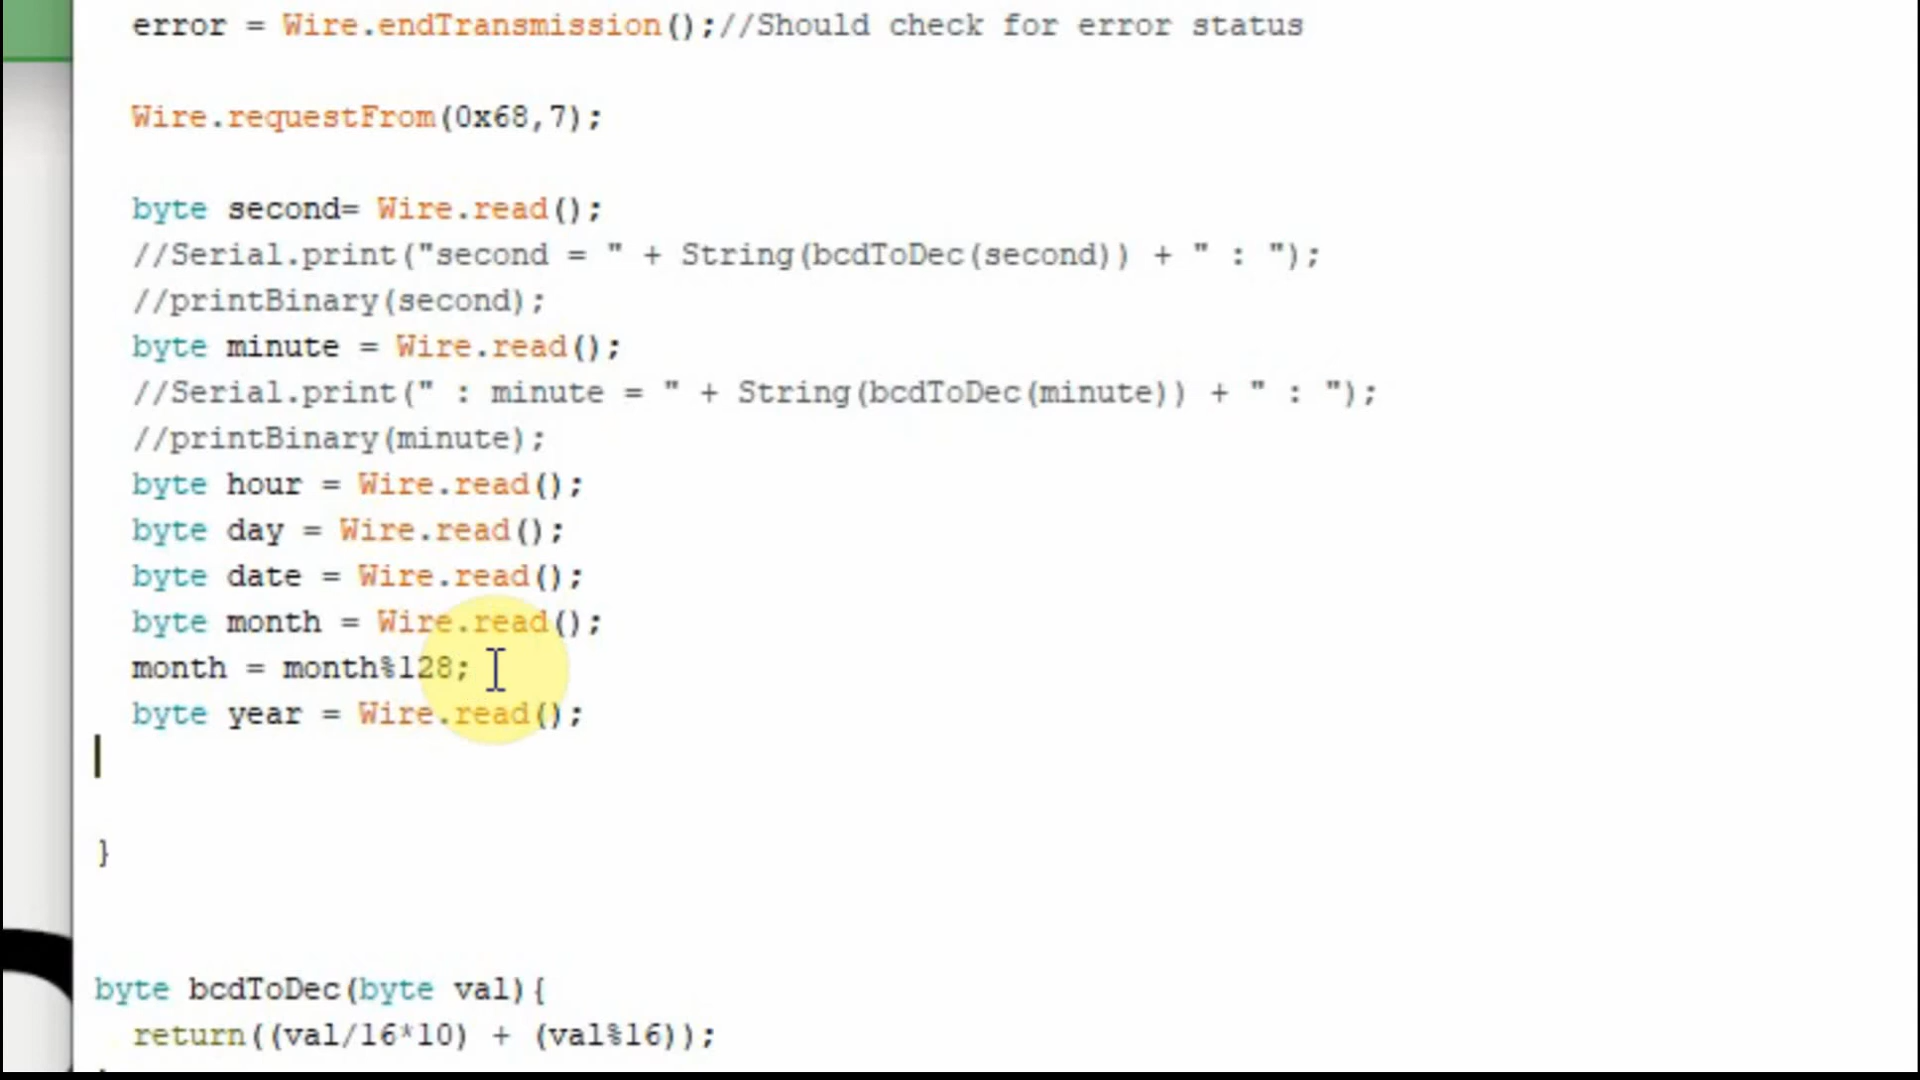 error = Wire.endTransmission();//Should check for error status
Wire.requestFrom(0x68,7);
byte second= Wire.read();
//Serial.print("second = " + String(bcdToDec(second)) + " : ");
//printBinary(second);
byte minute = Wire.read();
//Serial.print(" : minute = " + String(bcdToDec(minute)) + " : ");
//printBinary(minute);
byte hour = Wire.read();
byte day = Wire.read();
byte date = Wire.read();
byte month = Wire.read();
month = month%128;
byte year = Wire.read();
}
byte bcdToDec(byte val){
return((val/16*10) + (val%16));